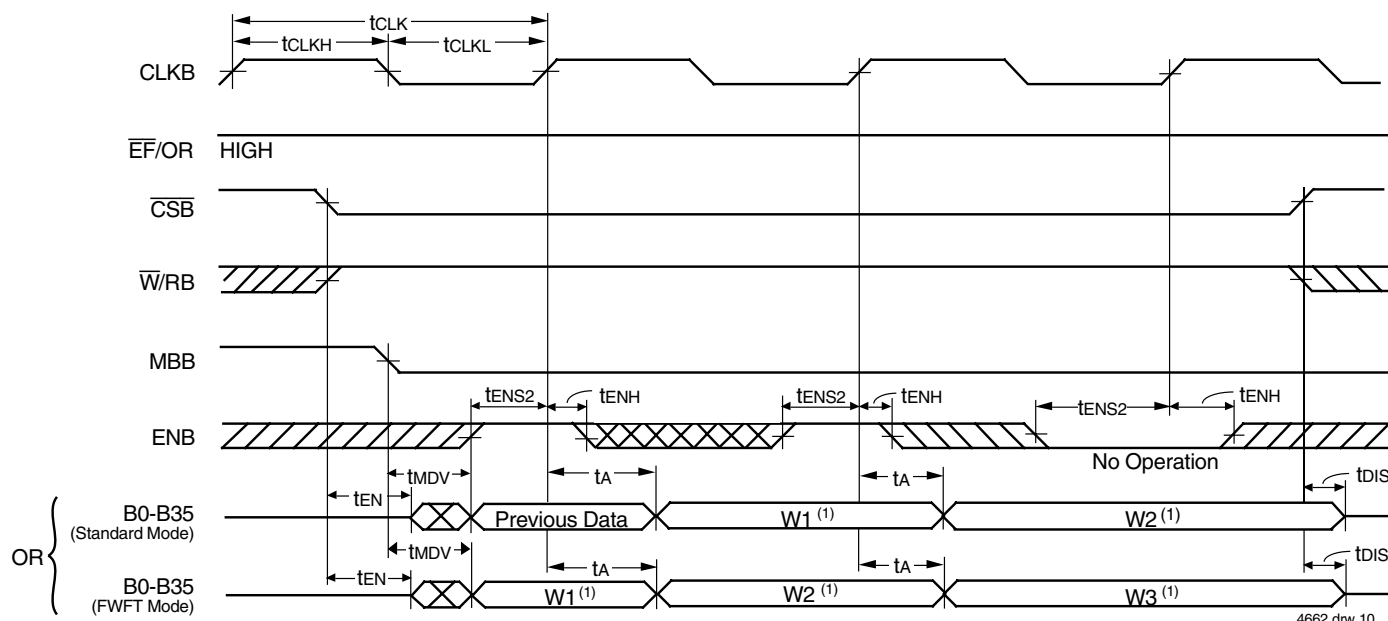 tCLK
tCLKH tCLKL
CLKB
EF/OR HIGH
CSB
W/RB
MBB
tENS2 tENH tENS2 tENH tENS2 tENH
ENB
No Operation
tMDV tA tA tDIS
tEN
B0-B35 Previous Data W1 (1) W2 (1)
(Standard Mode)
OR
tMDV tDIS
tEN tA tA
B0-B35 W1 (1) W2 (1) W3 (1)
(FWFT Mode)
4662 drw 10